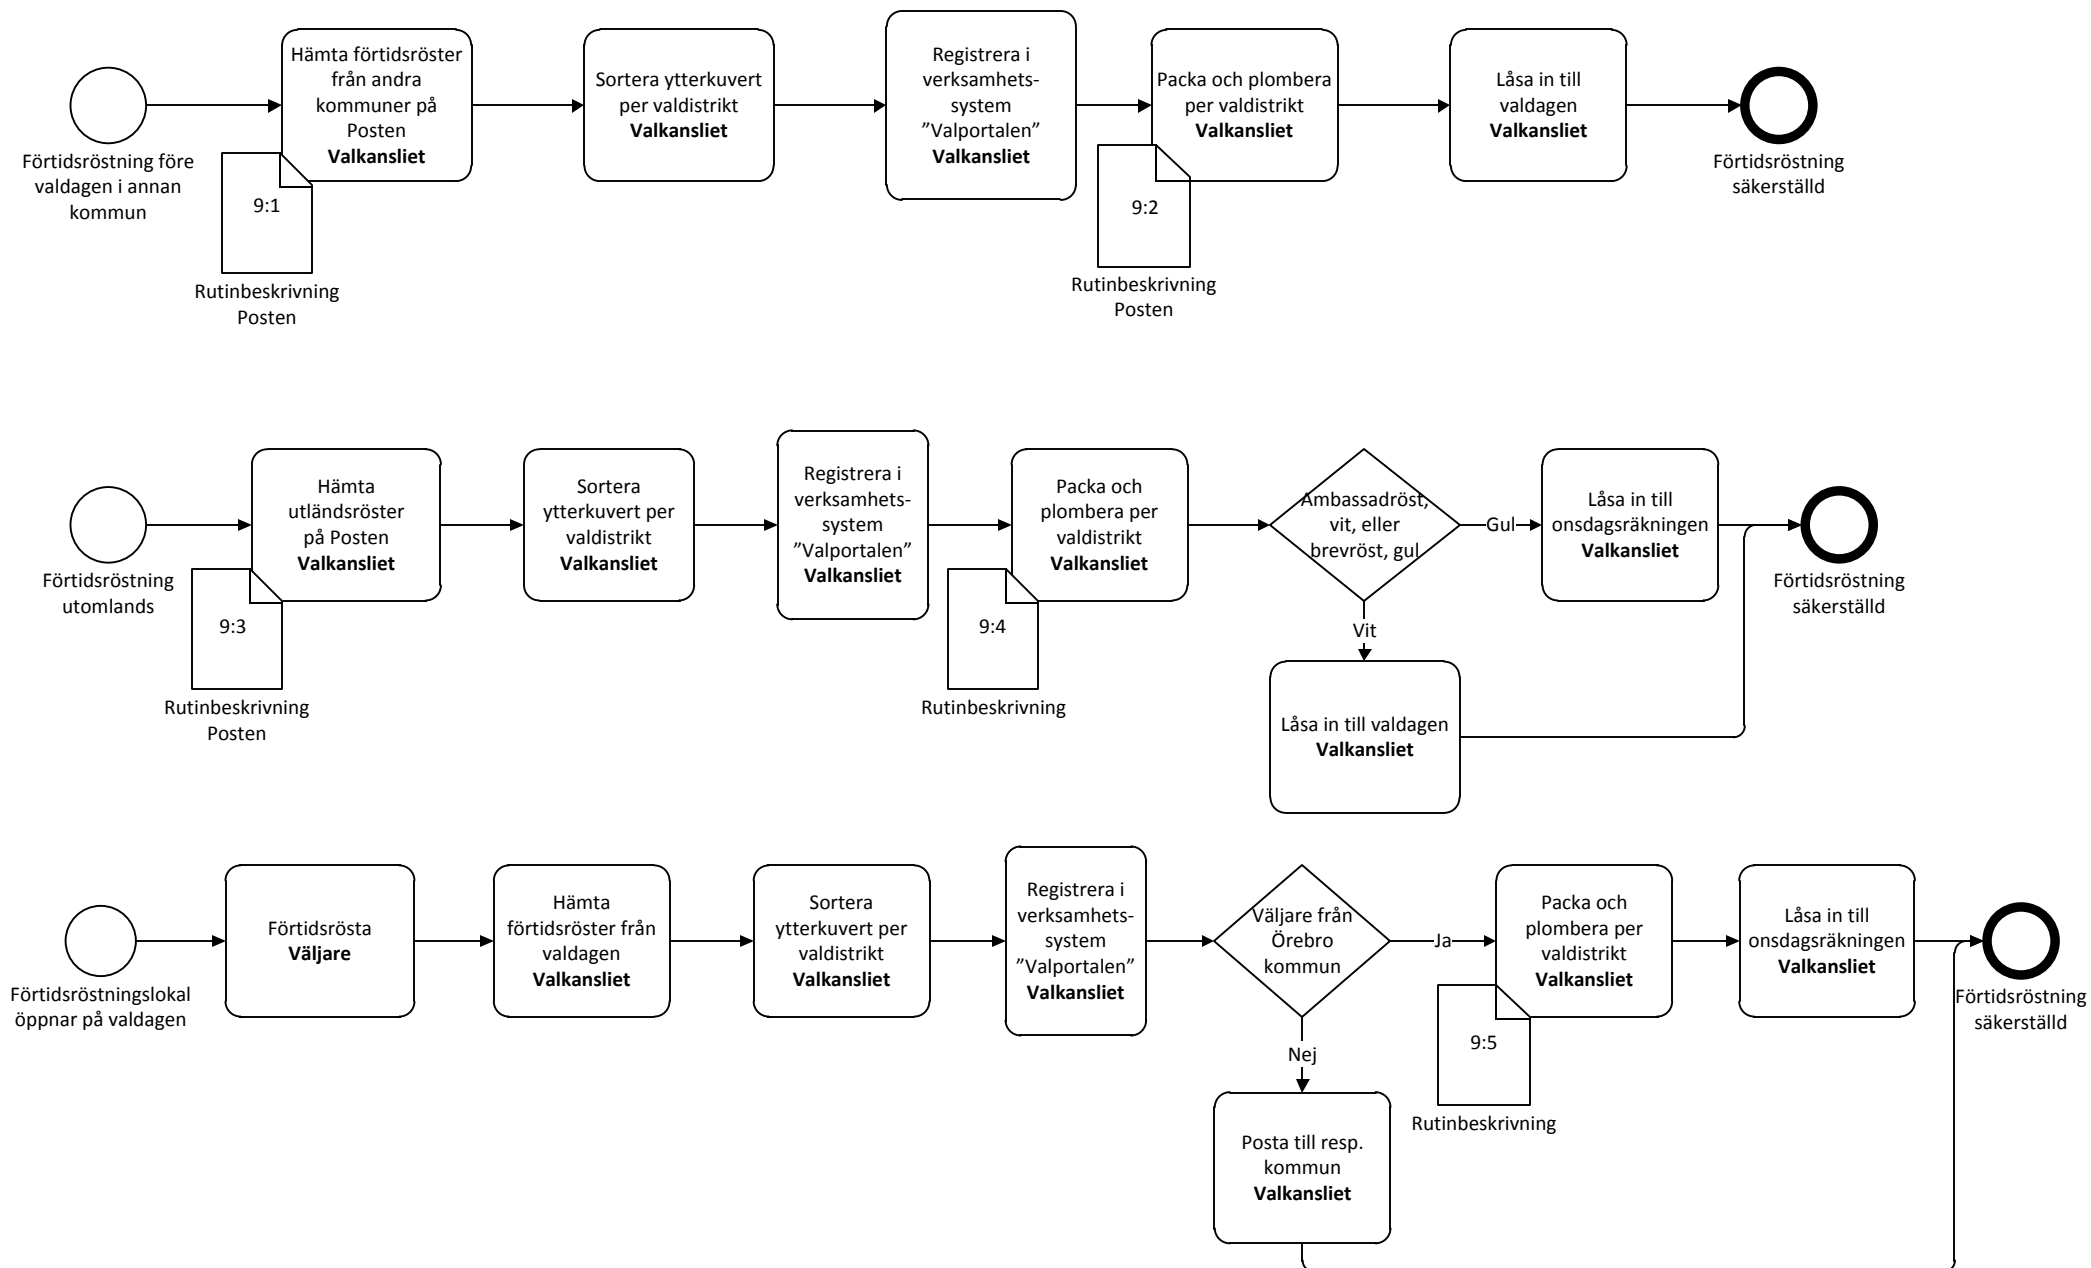 Förtidsröstning före
valdagen i annan
kommun
Hämta förtidsröster
från andra
kommuner på
Posten
Valkansliet
9:1
Rutinbeskrivning
Posten
Sortera ytterkuvert
per valdistrikt
Valkansliet
Registrera i
verksamhets-
system
”Valportalen”
Valkansliet
Packa och plombera
per valdistrikt
Valkansliet
9:2
Rutinbeskrivning
Posten
Låsa in till
valdagen
Valkansliet
Förtidsröstning
säkerställd
Förtidsröstning
utomlands
Hämta
utländsröster
på Posten
Valkansliet
9:3
Rutinbeskrivning
Posten
Sortera
ytterkuvert per
valdistrikt
Valkansliet
Registrera i
verksamhets-
system
”Valportalen”
Valkansliet
Packa och
plombera per
valdistrikt
Valkansliet
9:4
Rutinbeskrivning
Ambassadröst,
vit, eller
brevröst, gul
Gul
Låsa in till
onsdagsräkningen
Valkansliet
Vit
Låsa in till valdagen
Valkansliet
Förtidsröstning
säkerställd
Förtidsröstningslokal
öppnar på valdagen
Förtidsrösta
Väljare
Hämta
förtidsröster från
valdagen
Valkansliet
Sortera
ytterkuvert per
valdistrikt
Valkansliet
Registrera i
verksamhets-
system
”Valportalen”
Valkansliet
Väljare från
Örebro
kommun
Ja
Packa och
plombera per
valdistrikt
Valkansliet
9:5
Rutinbeskrivning
Låsa in till
onsdagsräkningen
Valkansliet
Förtidsröstning
säkerställd
Nej
Posta till resp.
kommun
Valkansliet